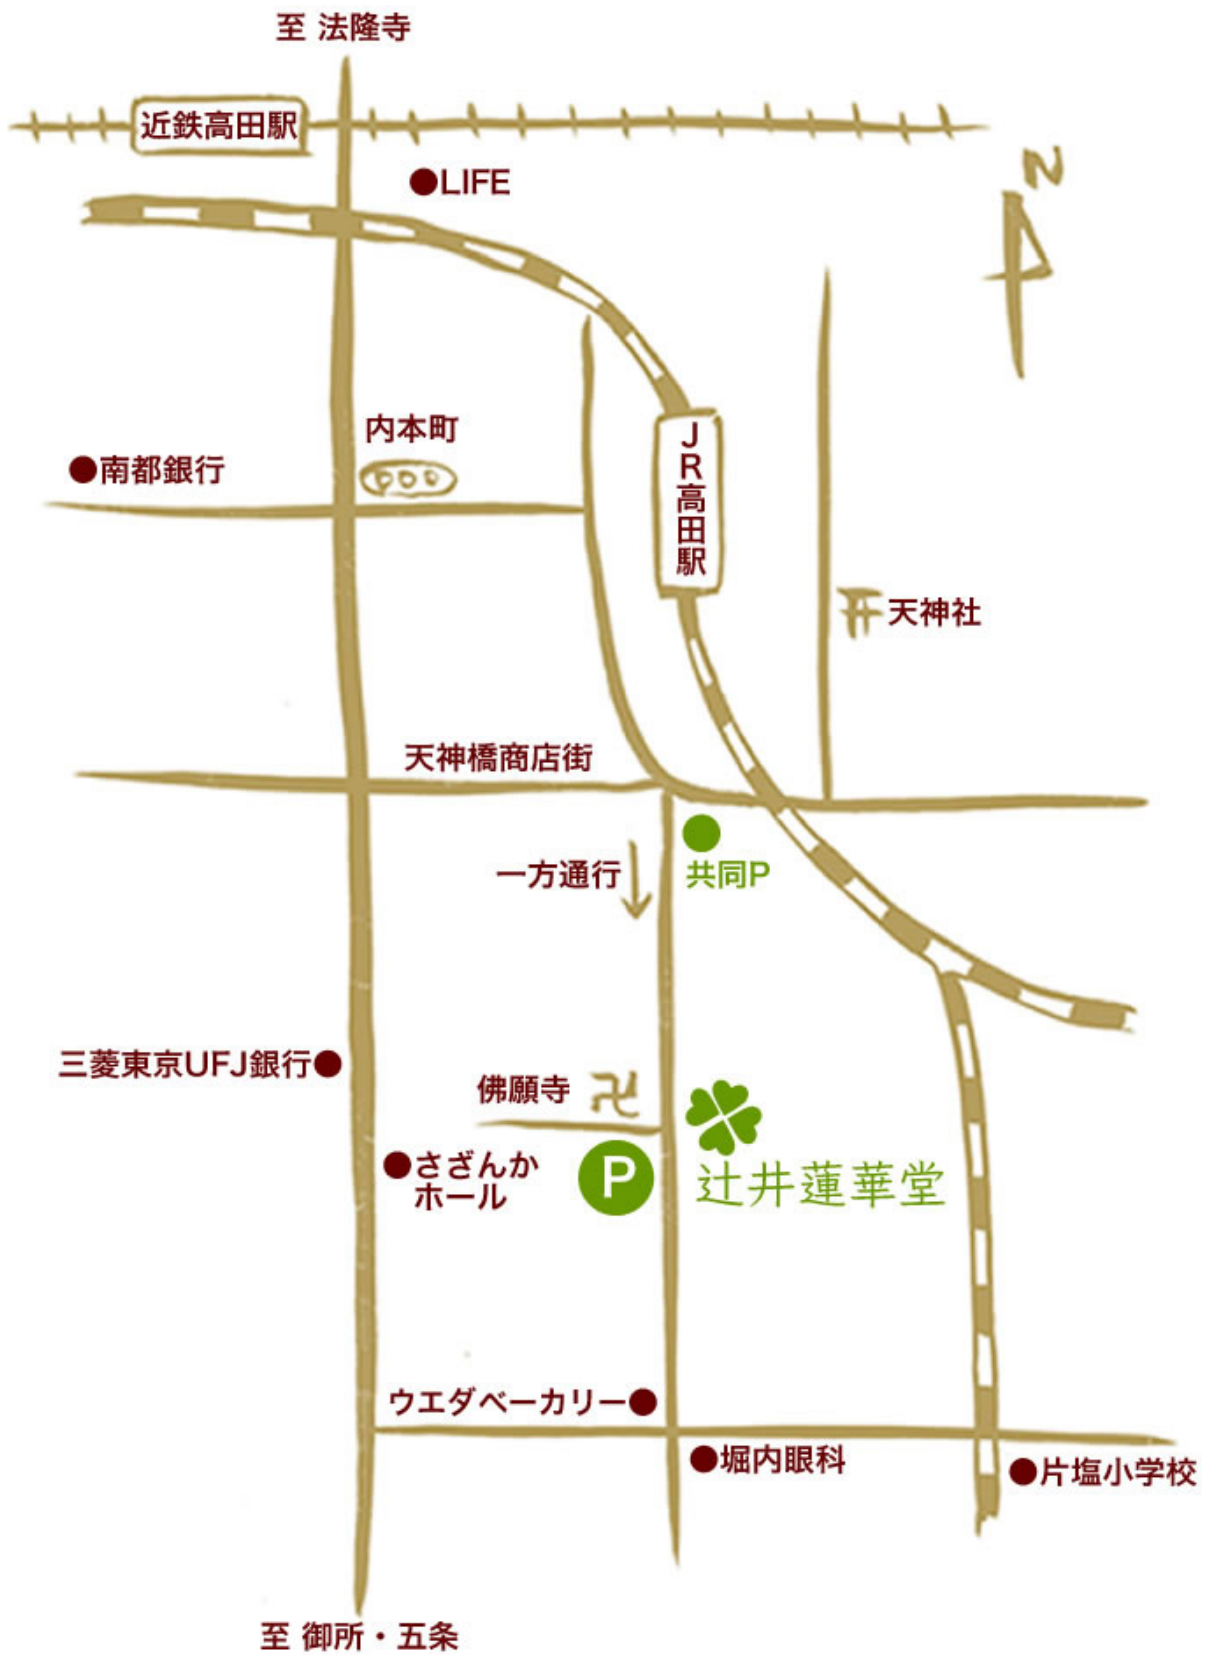 至 法隆寺
近鉄高田駅
●LIFE
N
内本町
●南都銀行
JR高田駅
天神社
天神橋商店街
一方通行
共同P
三菱東京UFJ銀行●
佛願寺 卍
●さざんか
ホール
P
辻井蓮華堂
ウエダベーカリー●
●堀内眼科
●片塩小学校
至 御所・五条